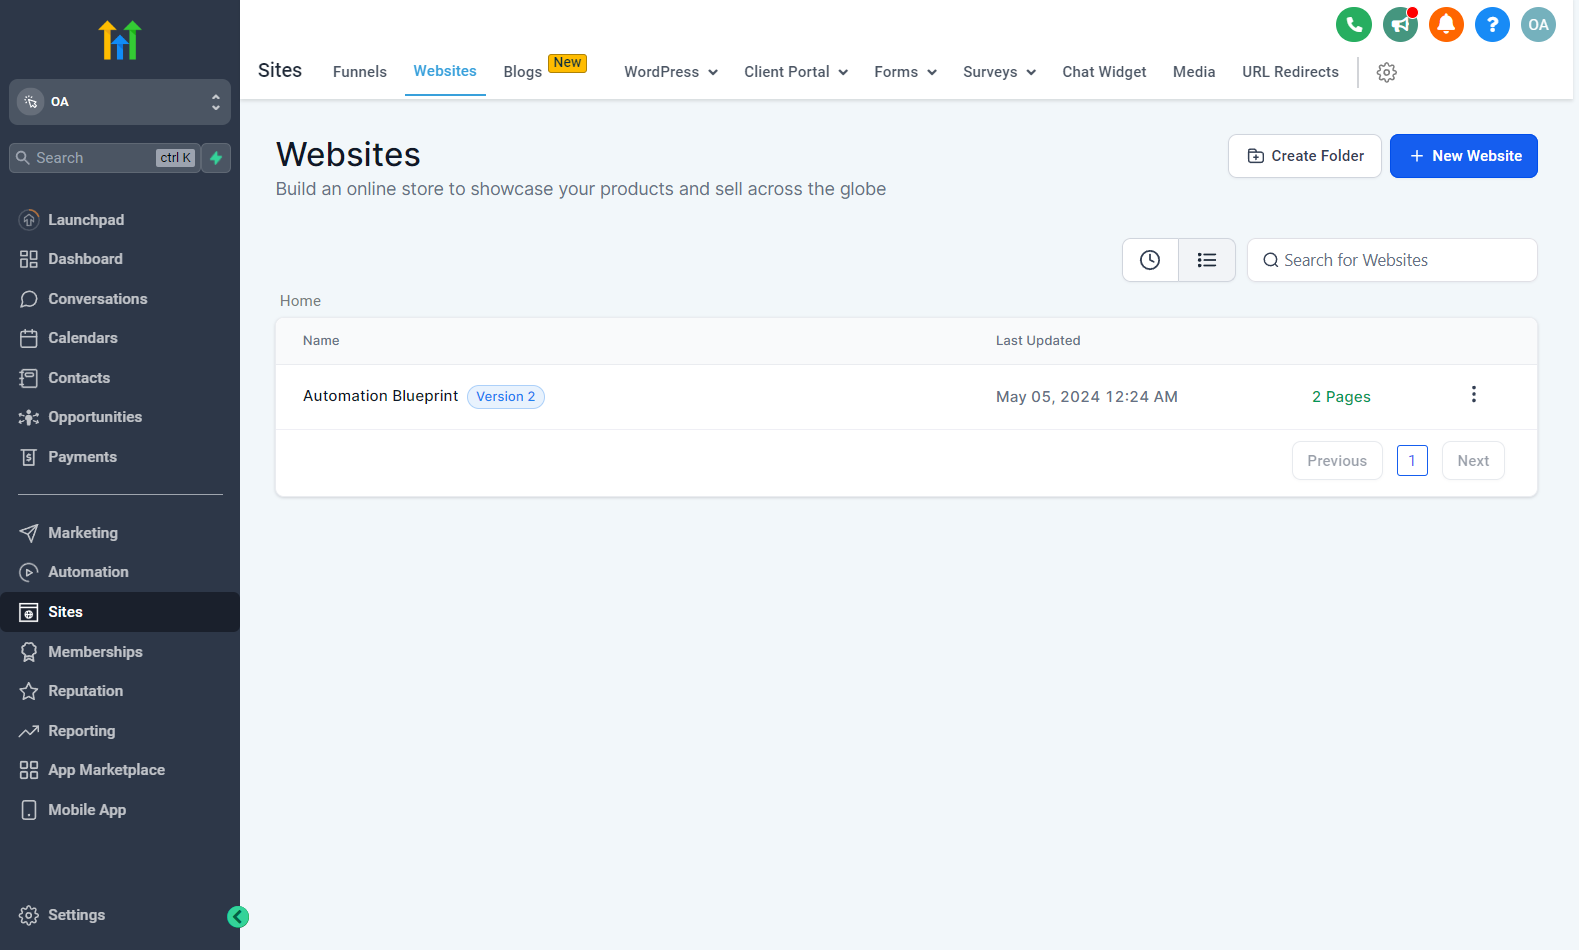 OA
Search
ctrl K
Launchpad
Dashboard
Conversations
Calendars
Contacts
Opportunities
Payments
Marketing
Automation
Sites
Memberships
Reputation
Reporting
App Marketplace
Mobile App
Settings
OA
Sites Funnels Websites Blogs New WordPress Client Portal Forms Surveys Chat Widget Media URL Redirects
Websites
Build an online store to showcase your products and sell across the globe
Create Folder
+ New Website
Search for Websites
Home
Name Last Updated
Automation Blueprint Version 2 May 05, 2024 12:24 AM 2 Pages
Previous 1 Next